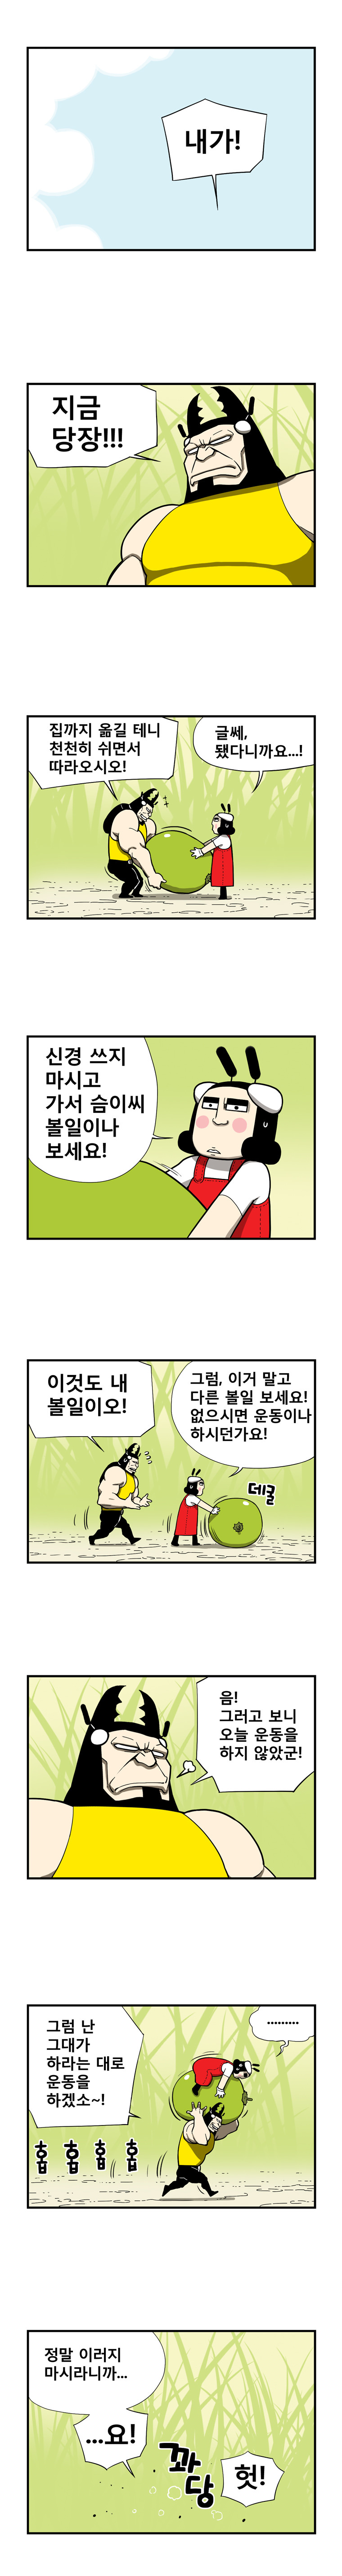 내가!
지금
당장!!!
집까지 옮길 테니
천천히 쉬면서
따라오시오!
글쎄,
됐다니까요...!
신경 쓰지
마시고
가서 슴이씨
볼일이나
보세요!
이것도 내
볼일이오!
그럼, 이거 말고
다른 볼일 보세요!
없으시면 운동이나
하시던가요!
데굴
음!
그러고 보니
오늘 운동을
하지 않았군!
그럼 난
그대가
하라는 대로
운동을
하겠소~!
.........
홉 홉 홉 홉
정말 이러지
마시라니까...
...요!
꽈
당
헛!